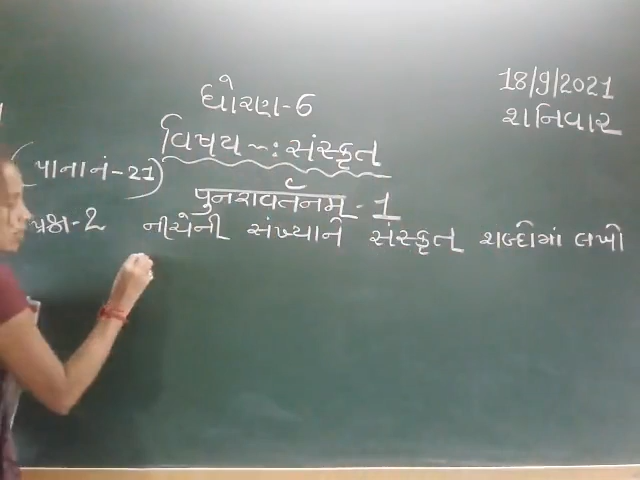 18/9/2021
ધોરણ-6
શનિવાર
વિષય ~: સંસ્કૃત
(પાના નં-21)
પુનરાવર્તનમ્ - 1
પ્રશ્ન-2 નીચેની સંખ્યાને સંસ્કૃત શબ્દોમાં લખો